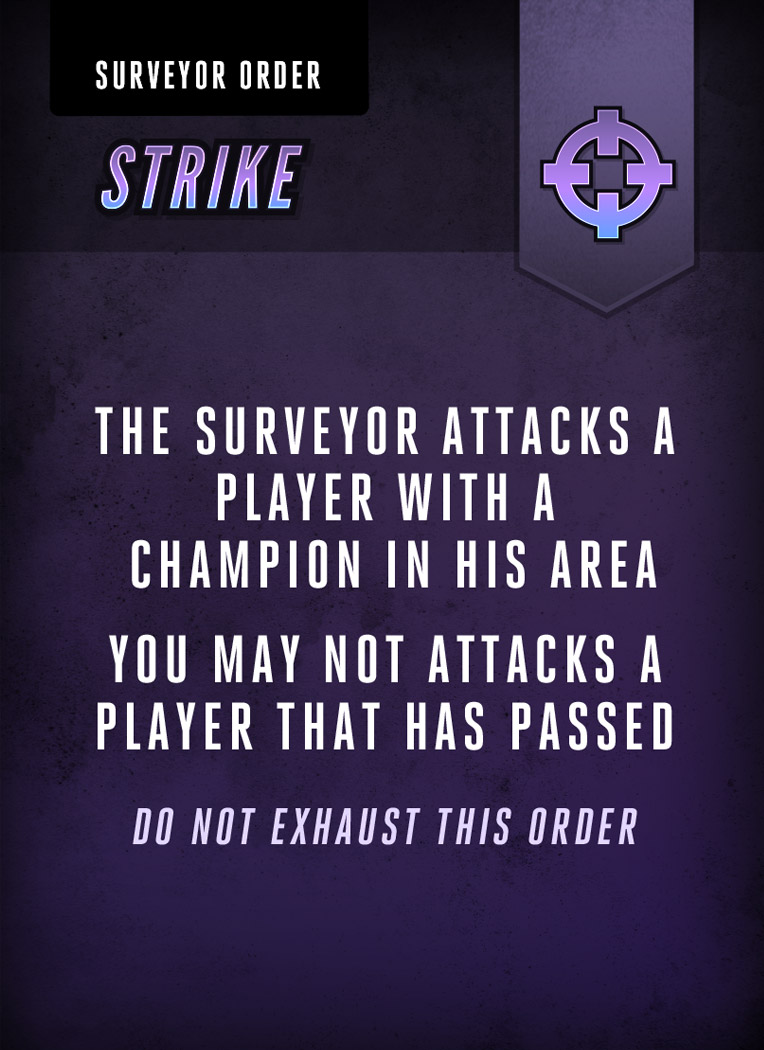 SURVEYOR ORDER
STRIKE
THE SURVEYOR ATTACKS A
PLAYER WITH A
CHAMPION IN HIS AREA
YOU MAY NOT ATTACKS A
PLAYER THAT HAS PASSED
DO NOT EXHAUST THIS ORDER